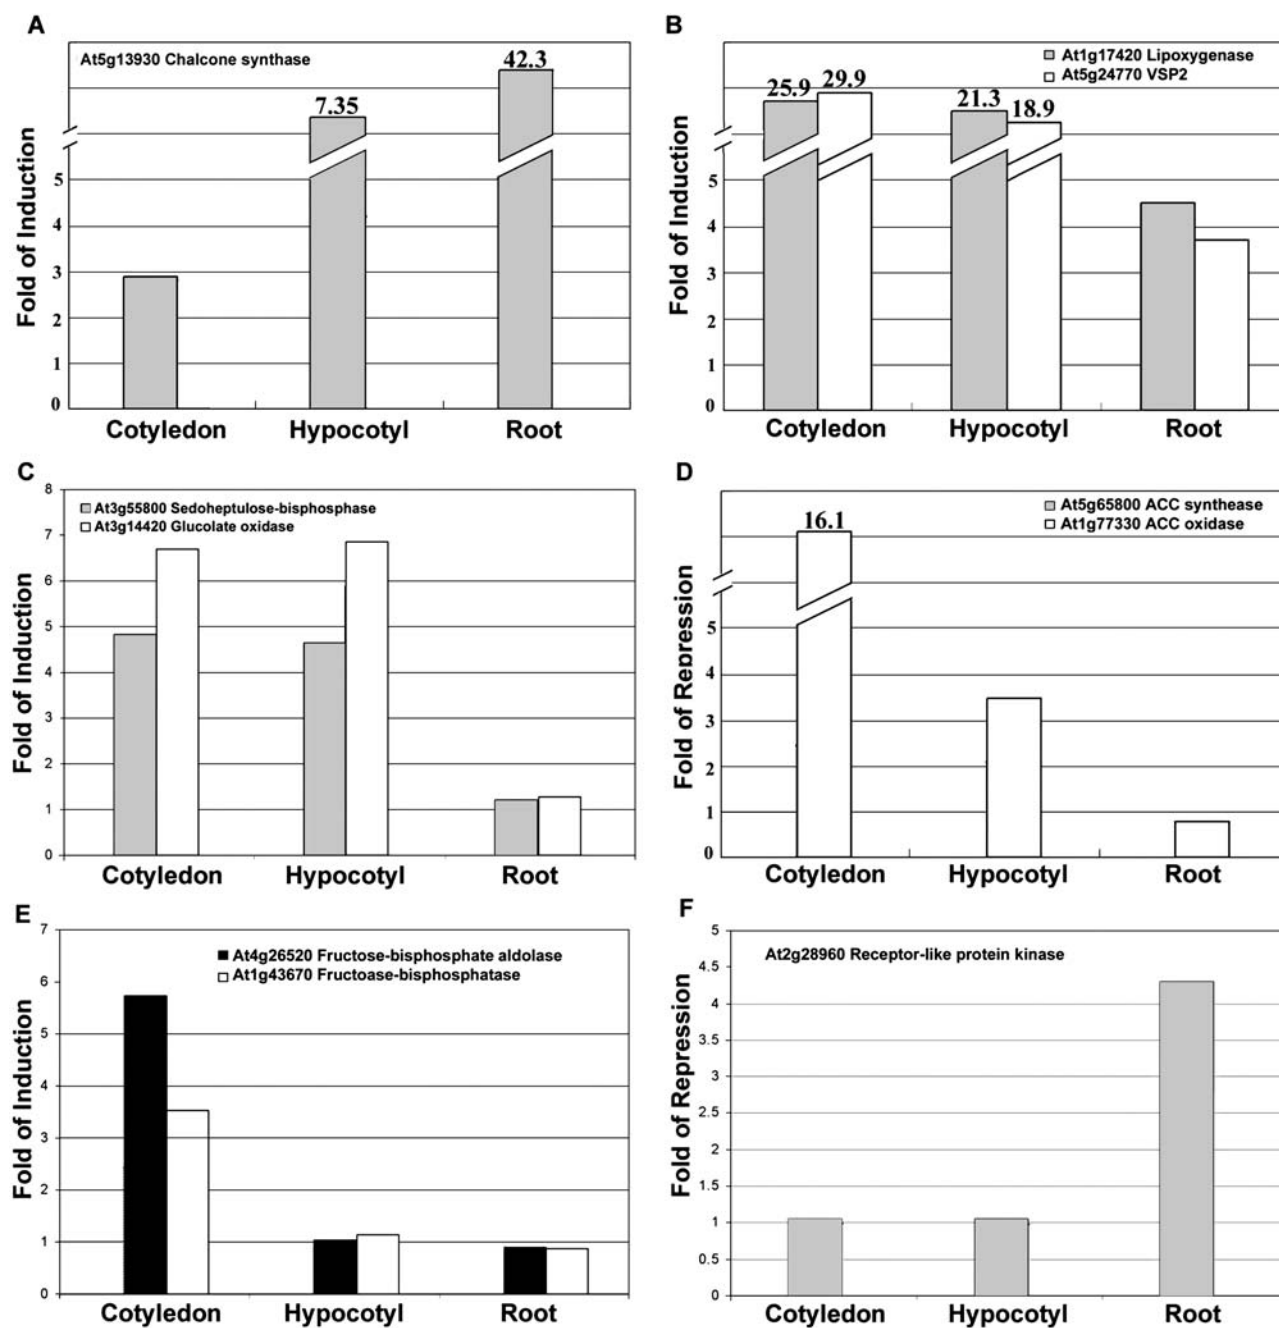 A
At5g13930 Chalcone synthase
42.3
7.35
5
4
3
2
1
0
Fold of Induction
Cotyledon Hypocotyl Root
B
At1g17420 Lipoxygenase
At5g24770 VSP2
25.9 29.9 21.3 18.9
5
4
3
2
1
0
Fold of Induction
Cotyledon Hypocotyl Root
C
8
7
6
5
4
3
2
1
0
At3g55800 Sedoheptulose-bisphosphase
At3g14420 Glucolate oxidase
Fold of Induction
Cotyledon Hypocotyl Root
D
At5g65800 ACC synthease
At1g77330 ACC oxidase
16.1
5
4
3
2
1
0
Fold of Repression
Cotyledon Hypocotyl Root
E
7
6
5
4
3
2
1
0
At4g26520 Fructose-bisphosphate aldolase
At1g43670 Fructoase-bisphosphatase
Fold of Induction
Cotyledon Hypocotyl Root
F
5
4.5
4
3.5
3
2.5
2
1.5
1
0.5
0
At2g28960 Receptor-like protein kinase
Fold of Repression
Cotyledon Hypocotyl Root